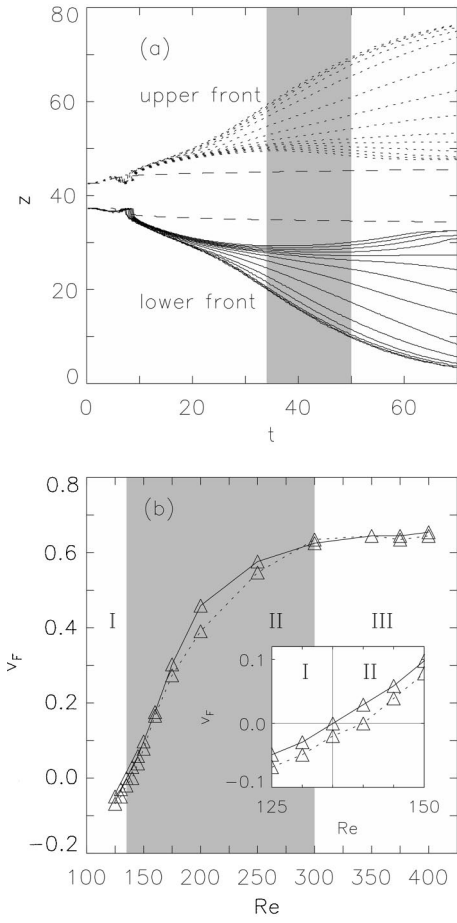 80
(a)
upper front
60
z
40
lower front
20
0
0 20 40 60
t
0.8
(b)
0.6
I II III
0.4
v_F
0.2
0.0
-0.2
100 150 200 250 300 350 400
Re
0.1
I II
v_F
0.0
-0.1
125 150
Re